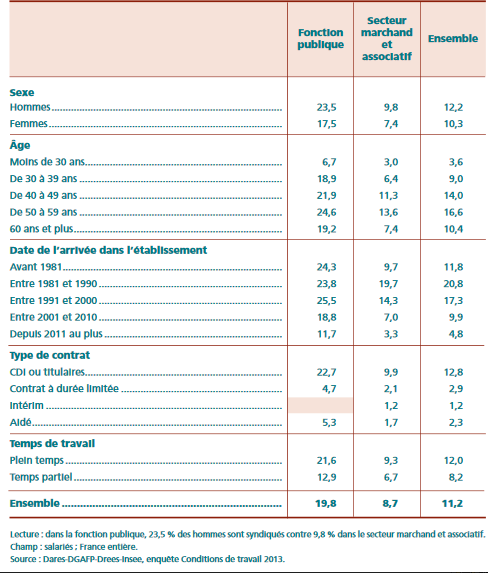 Fonction publique	Secteur marchand et associatif	Ensemble
Sexe
Hommes	23,5	9,8	12,2
Femmes	17,5	7,4	10,3
Âge
Moins de 30 ans	6,7	3,0	3,6
De 30 à 39 ans	18,9	6,4	9,0
De 40 à 49 ans	21,9	11,3	14,0
De 50 à 59 ans	24,6	13,6	16,6
60 ans et plus	19,2	7,4	10,4
Date de l'arrivée dans l'établissement
Avant 1981	24,3	9,7	11,8
Entre 1981 et 1990	23,8	19,7	20,8
Entre 1991 et 2000	25,5	14,3	17,3
Entre 2001 et 2010	18,8	7,0	9,9
Depuis 2011 au plus	11,7	3,3	4,8
Type de contrat
CDI ou titulaires	22,7	9,9	12,8
Contrat à durée limitée	4,7	2,1	2,9
Intérim	1,2	1,2
Aidé	5,3	1,7	2,3
Temps de travail
Plein temps	21,6	9,3	12,0
Temps partiel	12,9	6,7	8,2
Ensemble	19,8	8,7	11,2
Lecture : dans la fonction publique, 23,5 % des hommes sont syndiqués contre 9,8 % dans le secteur marchand et associatif.
Champ : salariés ; France entière.
Source : Dares-DGAFP-Drees-Insee, enquête Conditions de travail 2013.